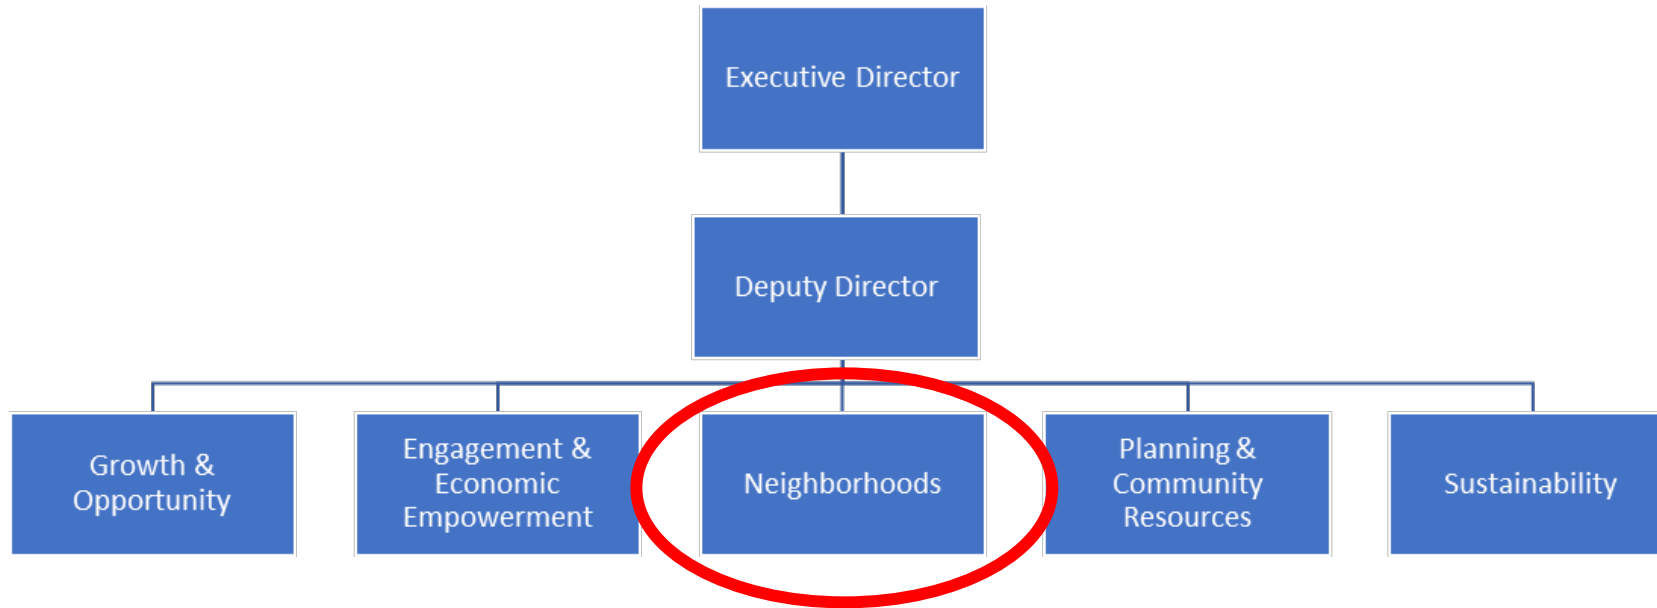 Executive Director
Deputy Director
Growth &
Opportunity
Engagement &
Economic
Empowerment
Neighborhoods
Planning &
Community
Resources
Sustainability